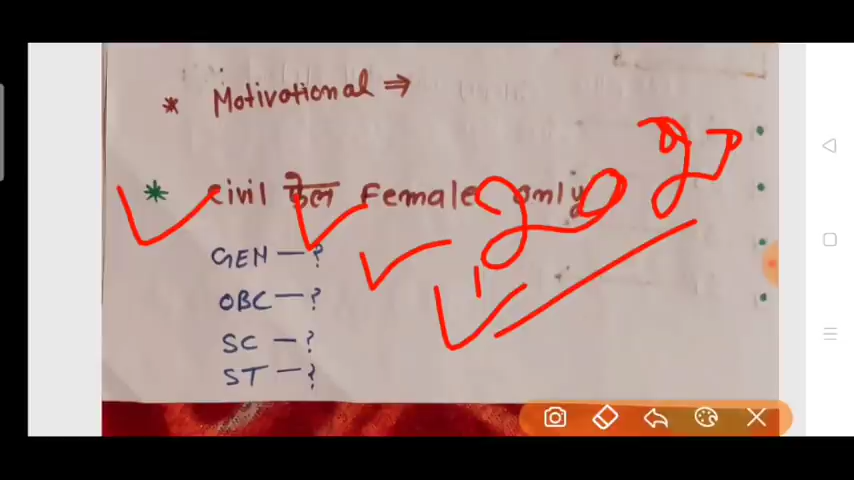 * Motivational ⇒
* Civil Female only
GEN — ?
OBC — ?
SC — ?
ST — ?